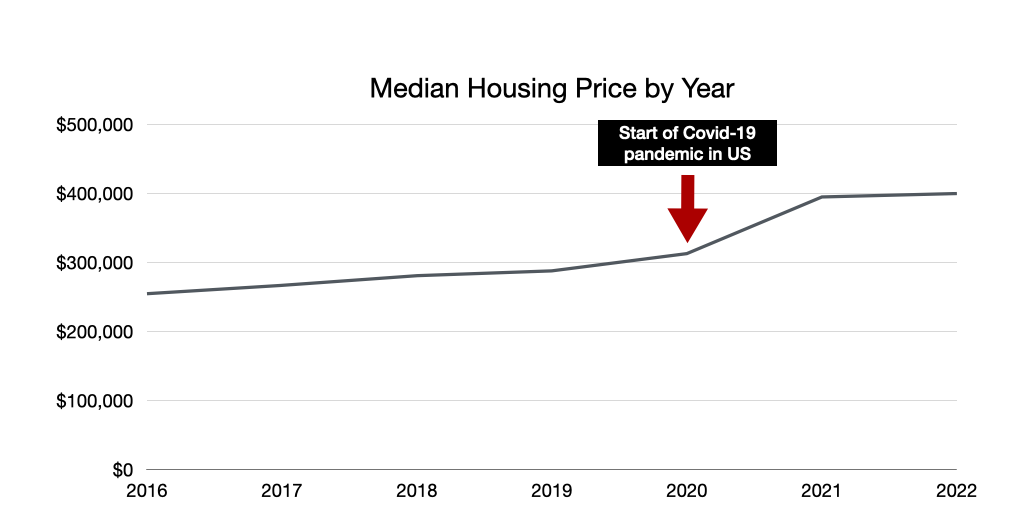 Median Housing Price by Year
$500,000
Start of Covid-19
pandemic in US
$400,000
$300,000
$200,000
$100,000
$0
2016 2017 2018 2019 2020 2021 2022